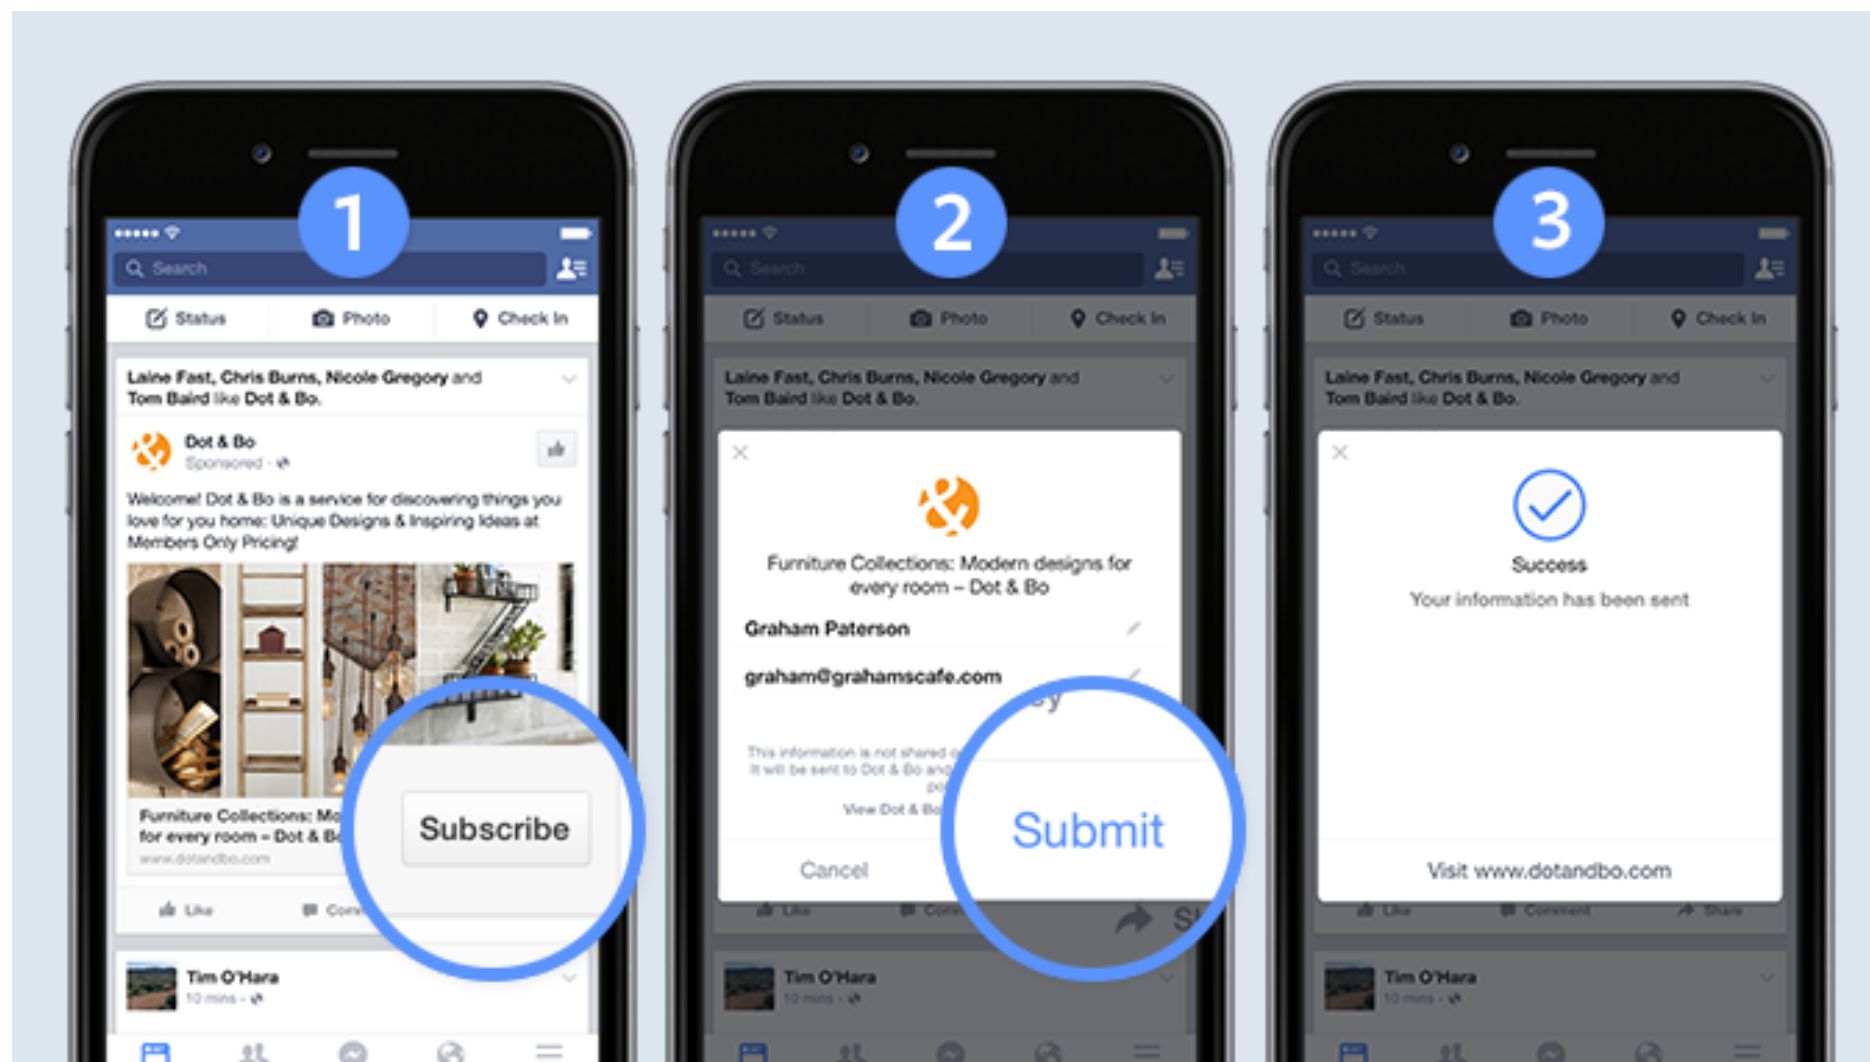 1
Search
Status
Photo
Check In
Laine Fast, Chris Burns, Nicole Gregory and
Tom Baird like Dot & Bo.
Dot & Bo
Sponsored ·
Welcome! Dot & Bo is a service for discovering things you
love for you home: Unique Designs & Inspiring Ideas at
Members Only Pricing!
Furniture Collections: Mo
for every room – Dot & B
www.dotandbo.com
Subscribe
Like
Com
Tim O'Hara
10 mins ·
2
Search
Status
Photo
Check In
Laine Fast, Chris Burns, Nicole Gregory and
Tom Baird like Dot & Bo.
&
Furniture Collections: Modern designs for
every room – Dot & Bo
Graham Paterson
graham@grahamscafe.com
This information is not shared
It will be sent to Dot & Bo and
View Dot & Bo
Cancel
Submit
Like
Com
Tim O'Hara
10 mins ·
3
Search
Status
Photo
Check In
Laine Fast, Chris Burns, Nicole Gregory and
Tom Baird like Dot & Bo.
Success
Your information has been sent
Visit www.dotandbo.com
Like
Comment
Share
Tim O'Hara
10 mins ·